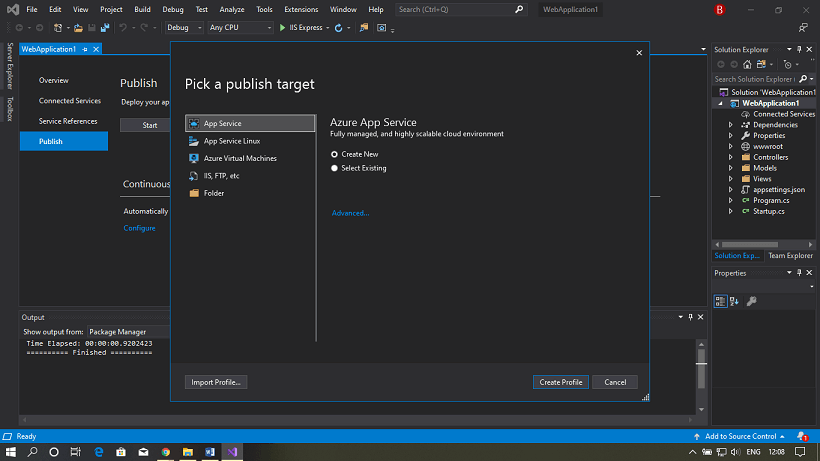 File Edit View Project Build Debug Test Analyze Tools Extensions Window Help Search (Ctrl+Q) WebApplication1 B
Debug Any CPU IIS Express
Server Explorer
Toolbox
WebApplication1
Overview
Connected Services
Service References
Publish
Publish
Deploy your ap
Start
Continuous
Automatically
Configure
Pick a publish target
App Service
App Service Linux
Azure Virtual Machines
IIS, FTP, etc
Folder
Azure App Service
Fully managed, and highly scalable cloud environment
Create New
Select Existing
Advanced...
Import Profile...
Create Profile
Cancel
Solution Explorer
Search Solution Explorer
Solution 'WebApplication1
WebApplication1
Connected Services
Dependencies
Properties
wwwroot
Controllers
Models
Views
appsettings.json
C# Program.cs
C# Startup.cs
Solution Exp... Team Explorer
Properties
Output
Show output from: Package Manager
Time Elapsed: 00:00:00.9202423
========== Finished ==========
Ready
Add to Source Control
1
ENG 12:08